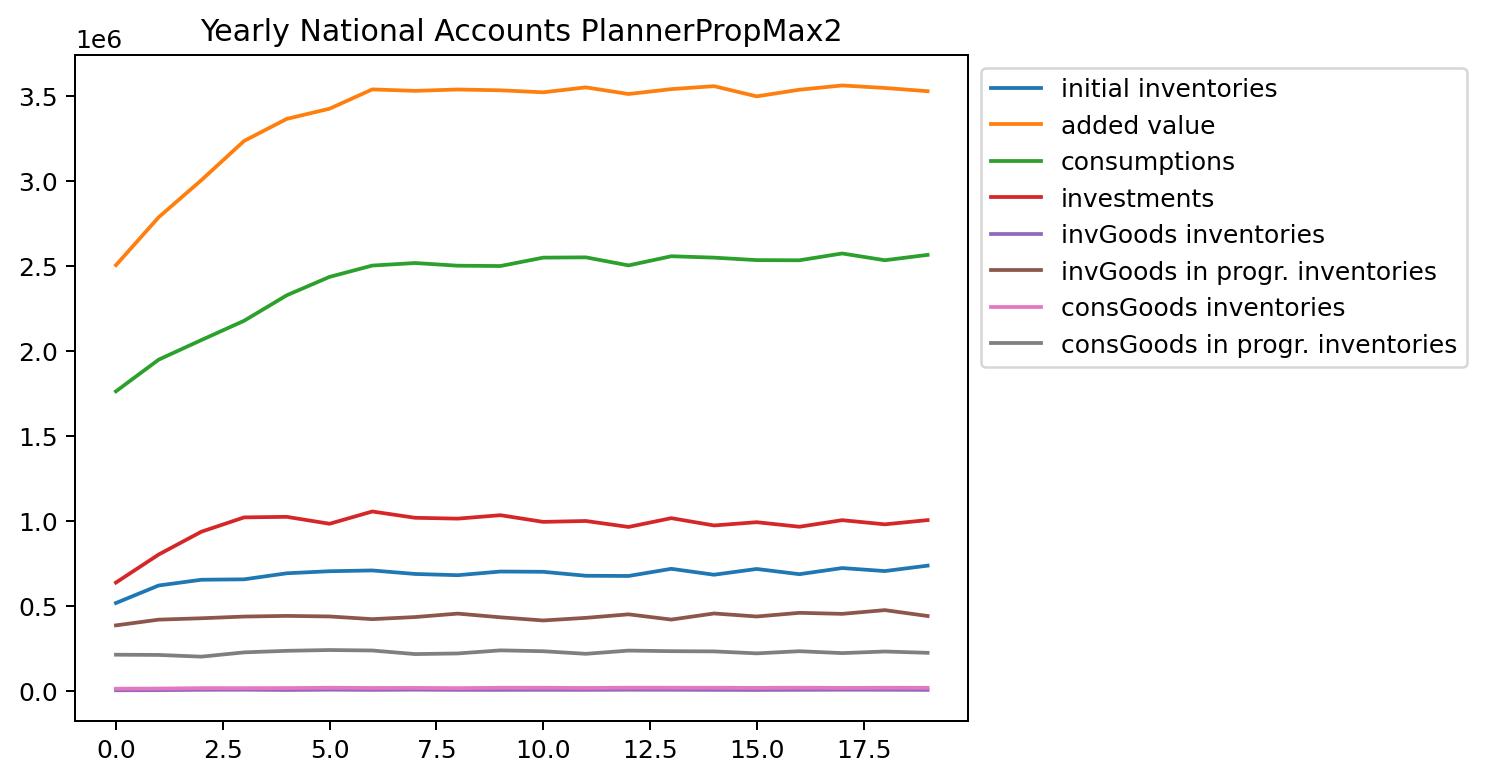 Yearly National Accounts PlannerPropMax2
1e6
3.5
3.0
2.5
2.0
1.5
1.0
0.5
0.0
0.0 2.5 5.0 7.5 10.0 12.5 15.0 17.5
initial inventories
added value
consumptions
investments
invGoods inventories
invGoods in progr. inventories
consGoods inventories
consGoods in progr. inventories